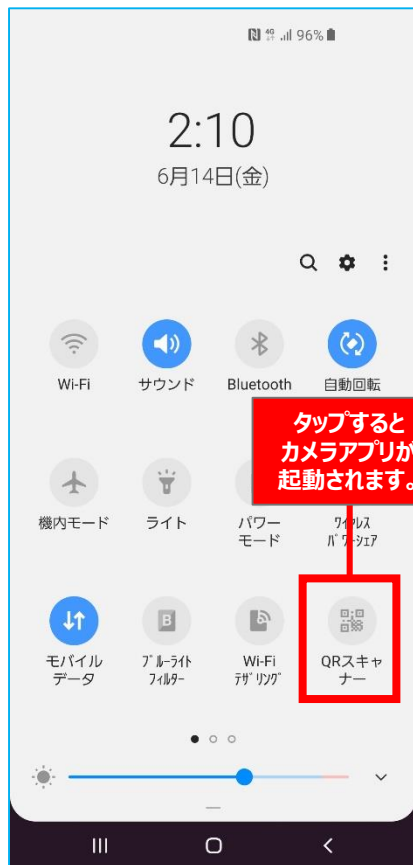 4G .ıl 96%
2:10
6月14日(金)
Wi-Fi サウンド Bluetooth 自動回転
タップすると
カメラアプリが
起動されます。
機内モード ライト パワー ワイヤレス
モード ﾊﾟﾜｰｼｪｱ
モバイル ﾌﾞﾙｰﾗｲﾄ Wi-Fi QRスキャ
データ ﾌｨﾙﾀｰ ﾃｻﾞﾘﾝｸﾞ ナー